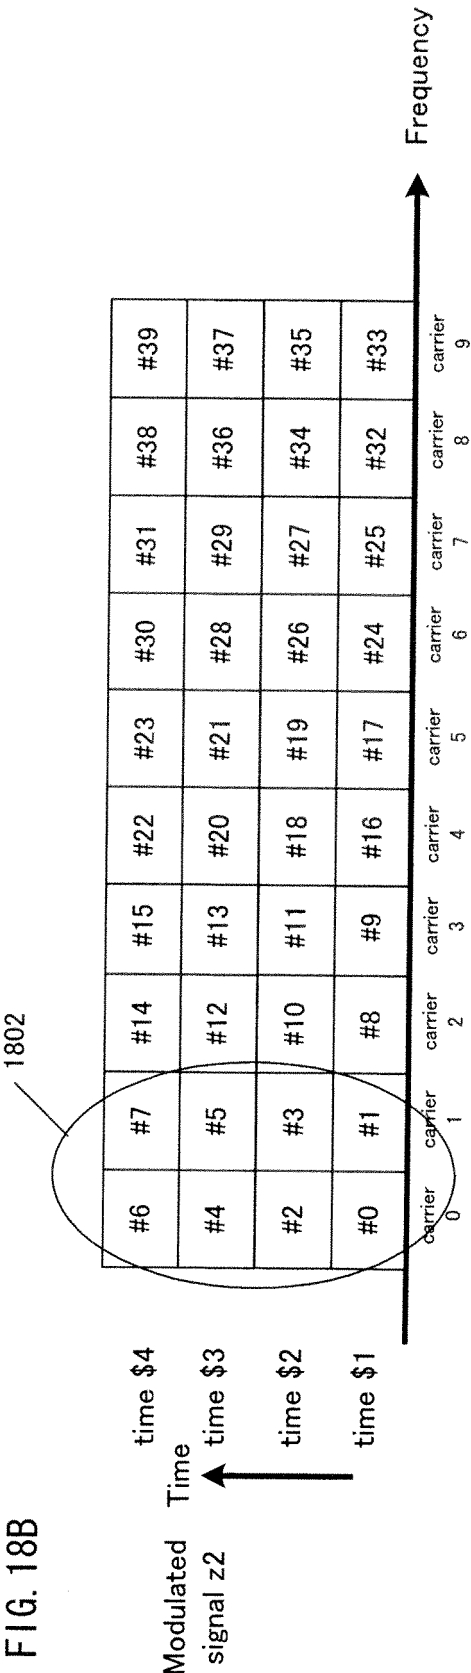 FIG. 18B
Modulated
signal z2
Time
1802
time $4 #6 #7 #14 #15 #22 #23 #30 #31 #38 #39
time $3 #4 #5 #12 #13 #20 #21 #28 #29 #36 #37
time $2 #2 #3 #10 #11 #18 #19 #26 #27 #34 #35
time $1 #0 #1 #8 #9 #16 #17 #24 #25 #32 #33
carrier carrier carrier carrier carrier carrier carrier carrier carrier carrier
0 1 2 3 4 5 6 7 8 9
Frequency